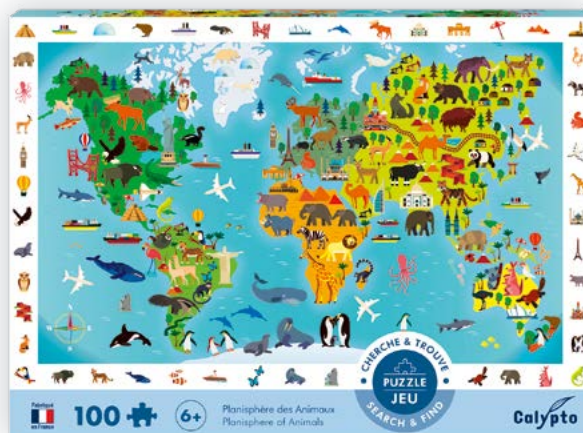 CHERCHE & TROUVE
PUZZLE
JEU
SEARCH & FIND
Fabriqué
EN FRANCE
100
6+
Planisphère des Animaux
Planisphere of Animals
Calypto